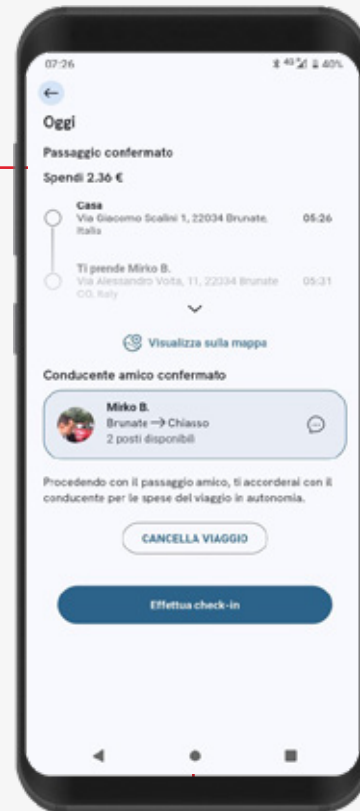 07:26 4G 40%
Oggi
Passaggio confermato
Spendi 2.36 €
Casa
Via Giacomo Scalini 1, 22034 Brunate, 05:26
Italia
Ti prende Mirko B.
Via Alessandro Volta, 11, 22034 Brunate 05:31
CO, Italy
Visualizza sulla mappa
Conducente amico confermato
Mirko B.
Brunate → Chiasso
2 posti disponibili
Procedendo con il passaggio amico, ti accorderai con il
conducente per le spese del viaggio in autonomia.
CANCELLA VIAGGIO
Effettua check-in